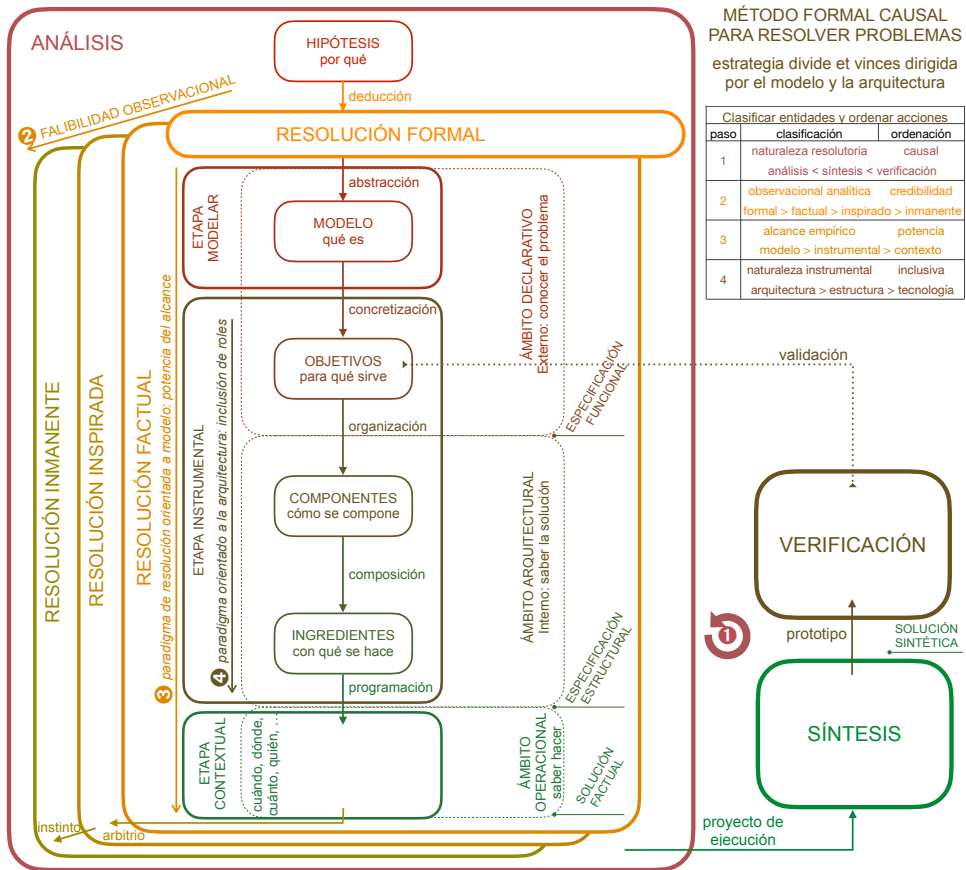 MÉTODO FORMAL CAUSAL
PARA RESOLVER PROBLEMAS
estrategia divide et vinces dirigida
por el modelo y la arquitectura
Clasificar entidades y ordenar acciones
paso clasificación ordenación
1 naturaleza resolutoria causal
análisis < síntesis < verificación
2 observacional analítica credibilidad
formal > factual > inspirado > inmanente
3 alcance empírico potencia
modelo > instrumental > contexto
4 naturaleza instrumental inclusiva
arquitectura > estructura > tecnología
ANÁLISIS
HIPÓTESIS
por qué
deducción
2 FALIBILIDAD OBSERVACIONAL
RESOLUCIÓN FORMAL
RESOLUCIÓN INMANENTE
RESOLUCIÓN INSPIRADA
RESOLUCIÓN FACTUAL
3 paradigma de resolución orientada a modelo: potencia del alcance
ETAPA
MODELAR
abstracción
MODELO
qué es
concretización
ETAPA INSTRUMENTAL
4 paradigma orientado a la arquitectura: inclusión de roles
OBJETIVOS
para qué sirve
organización
COMPONENTES
cómo se compone
composición
INGREDIENTES
con qué se hace
programación
ETAPA
CONTEXTUAL
cuándo, dónde,
cuánto, quién, ...
ÁMBITO DECLARATIVO
Externo: conocer el problema
ESPECIFICACIÓN
FUNCIONAL
ÁMBITO ARQUITECTURAL
Interno: saber la solución
ESPECIFICACIÓN
ESTRUCTURAL
ÁMBITO
OPERACIONAL
saber hacer
SOLUCIÓN
FACTUAL
arbitrio
instinto
validación
VERIFICACIÓN
1
prototipo
SOLUCIÓN
SINTÉTICA
SÍNTESIS
proyecto de
ejecución